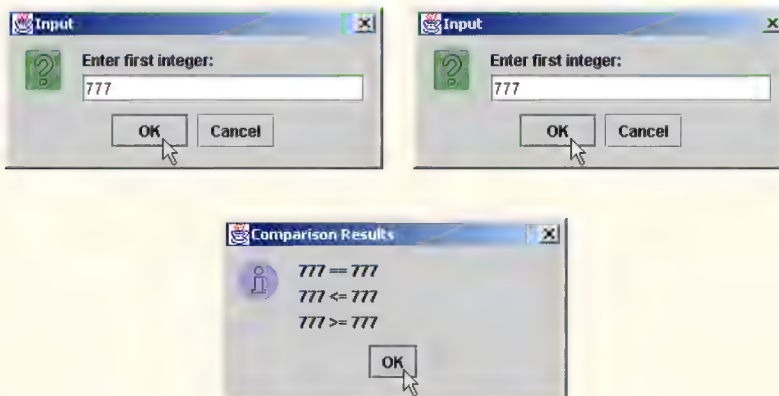 Input
Enter first integer:
777
OK
Cancel
Input
Enter first integer:
777
OK
Cancel
Comparison Results
777 == 777
777 <= 777
777 >= 777
OK